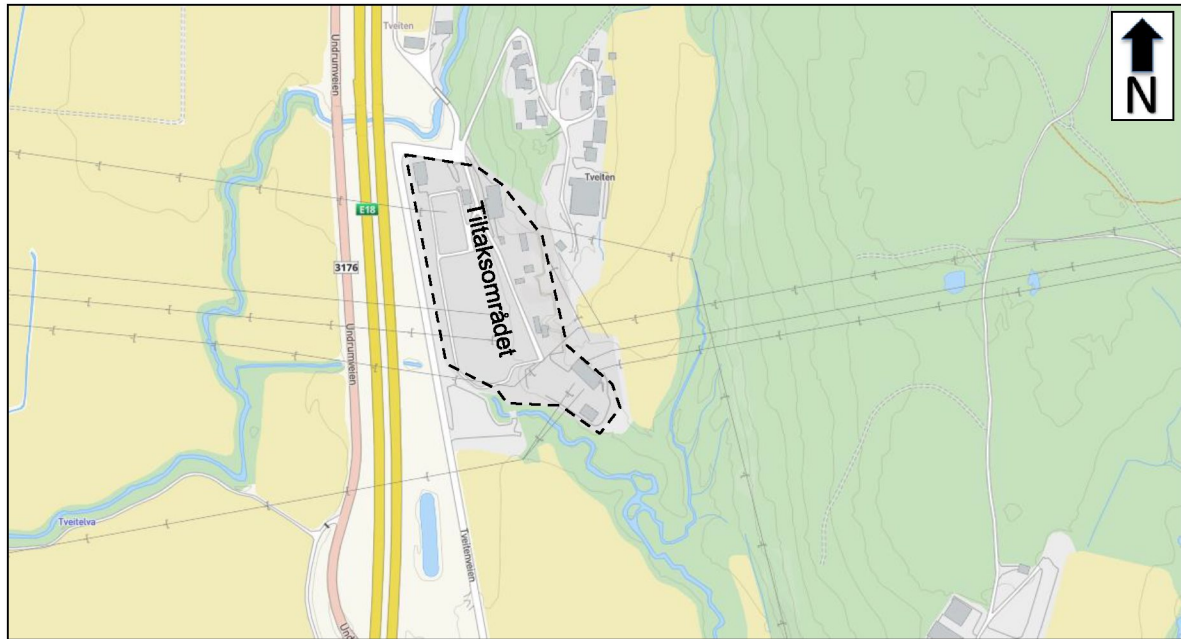 Tveiten
Undrumveien
N
Tveiten
E18
Tiltaksområdet
3176
Undrumveien
Tveitelva
Tveitenveien